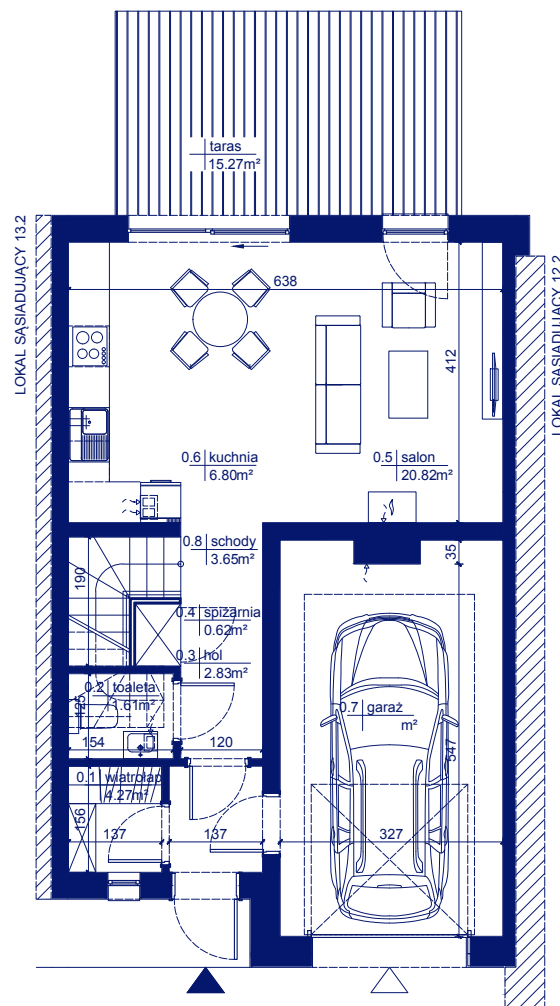 taras
15.27m²
LOKAL SĄSIADUJĄCY 13.2
LOKAL SĄSIADUJĄCY 12.2
638
412
0.6 kuchnia
6.80m²
0.5 salon
20.82m²
0.8 schody
3.65m²
35
190
0.4 spiżarnia
0.62m²
0.3 hol
2.83m²
0.2 toaleta
1.61m²
125
0.7 garaż
m²
154
120
547
0.1 wiatrołap
4.27m²
156
137
137
327